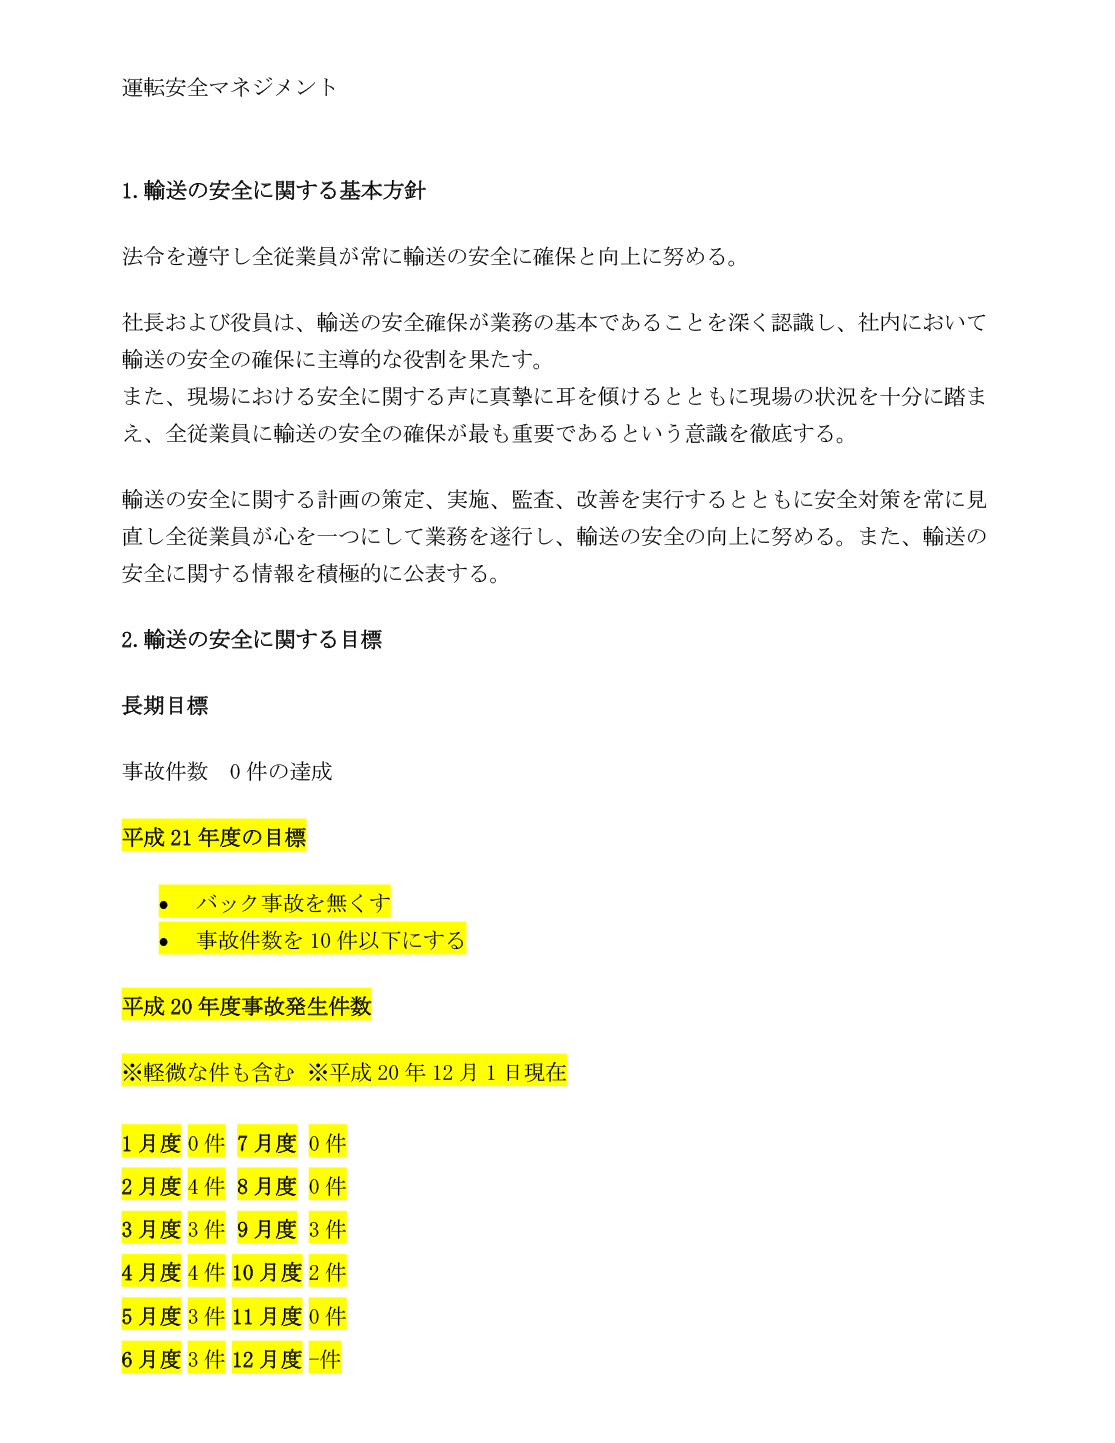 運転安全マネジメント
1.輸送の安全に関する基本方針
法令を遵守し全従業員が常に輸送の安全に確保と向上に努める。
社長および役員は、輸送の安全確保が業務の基本であることを深く認識し、社内において
輸送の安全の確保に主導的な役割を果たす。
また、現場における安全に関する声に真摯に耳を傾けるとともに現場の状況を十分に踏ま
え、全従業員に輸送の安全の確保が最も重要であるという意識を徹底する。
輸送の安全に関する計画の策定、実施、監査、改善を実行するとともに安全対策を常に見
直し全従業員が心を一つにして業務を遂行し、輸送の安全の向上に努める。また、輸送の
安全に関する情報を積極的に公表する。
2.輸送の安全に関する目標
長期目標
事故件数　0 件の達成
平成 21 年度の目標
• バック事故を無くす
• 事故件数を 10 件以下にする
平成 20 年度事故発生件数
※軽微な件も含む ※平成 20 年 12 月 1 日現在
1 月度 0 件 7 月度 0 件
2 月度 4 件 8 月度 0 件
3 月度 3 件 9 月度 3 件
4 月度 4 件 10 月度 2 件
5 月度 3 件 11 月度 0 件
6 月度 3 件 12 月度 -件